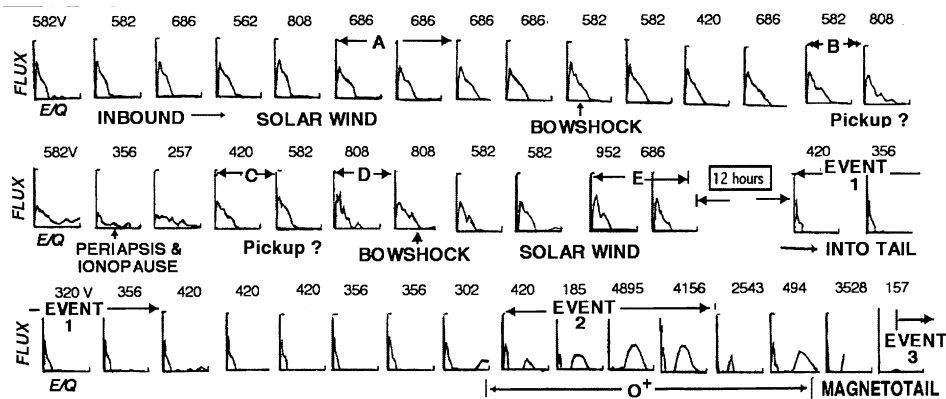 582V 582 686 562 808 686 686 686 686 582 582 420 686 582 808
A B
FLUX
E/Q
INBOUND SOLAR WIND BOWSHOCK Pickup ?
582V 356 257 420 582 808 808 582 582 952 686 420 356
C D E 12 hours EVENT 1
FLUX
E/Q
PERIAPSIS & IONOPAUSE
Pickup ? BOWSHOCK SOLAR WIND INTO TAIL
320 V 356 420 420 420 356 356 302 420 185 4895 4156 2543 494 3528 157
EVENT 1 EVENT 2 EVENT 3
FLUX
E/Q
O+ MAGNETOTAIL